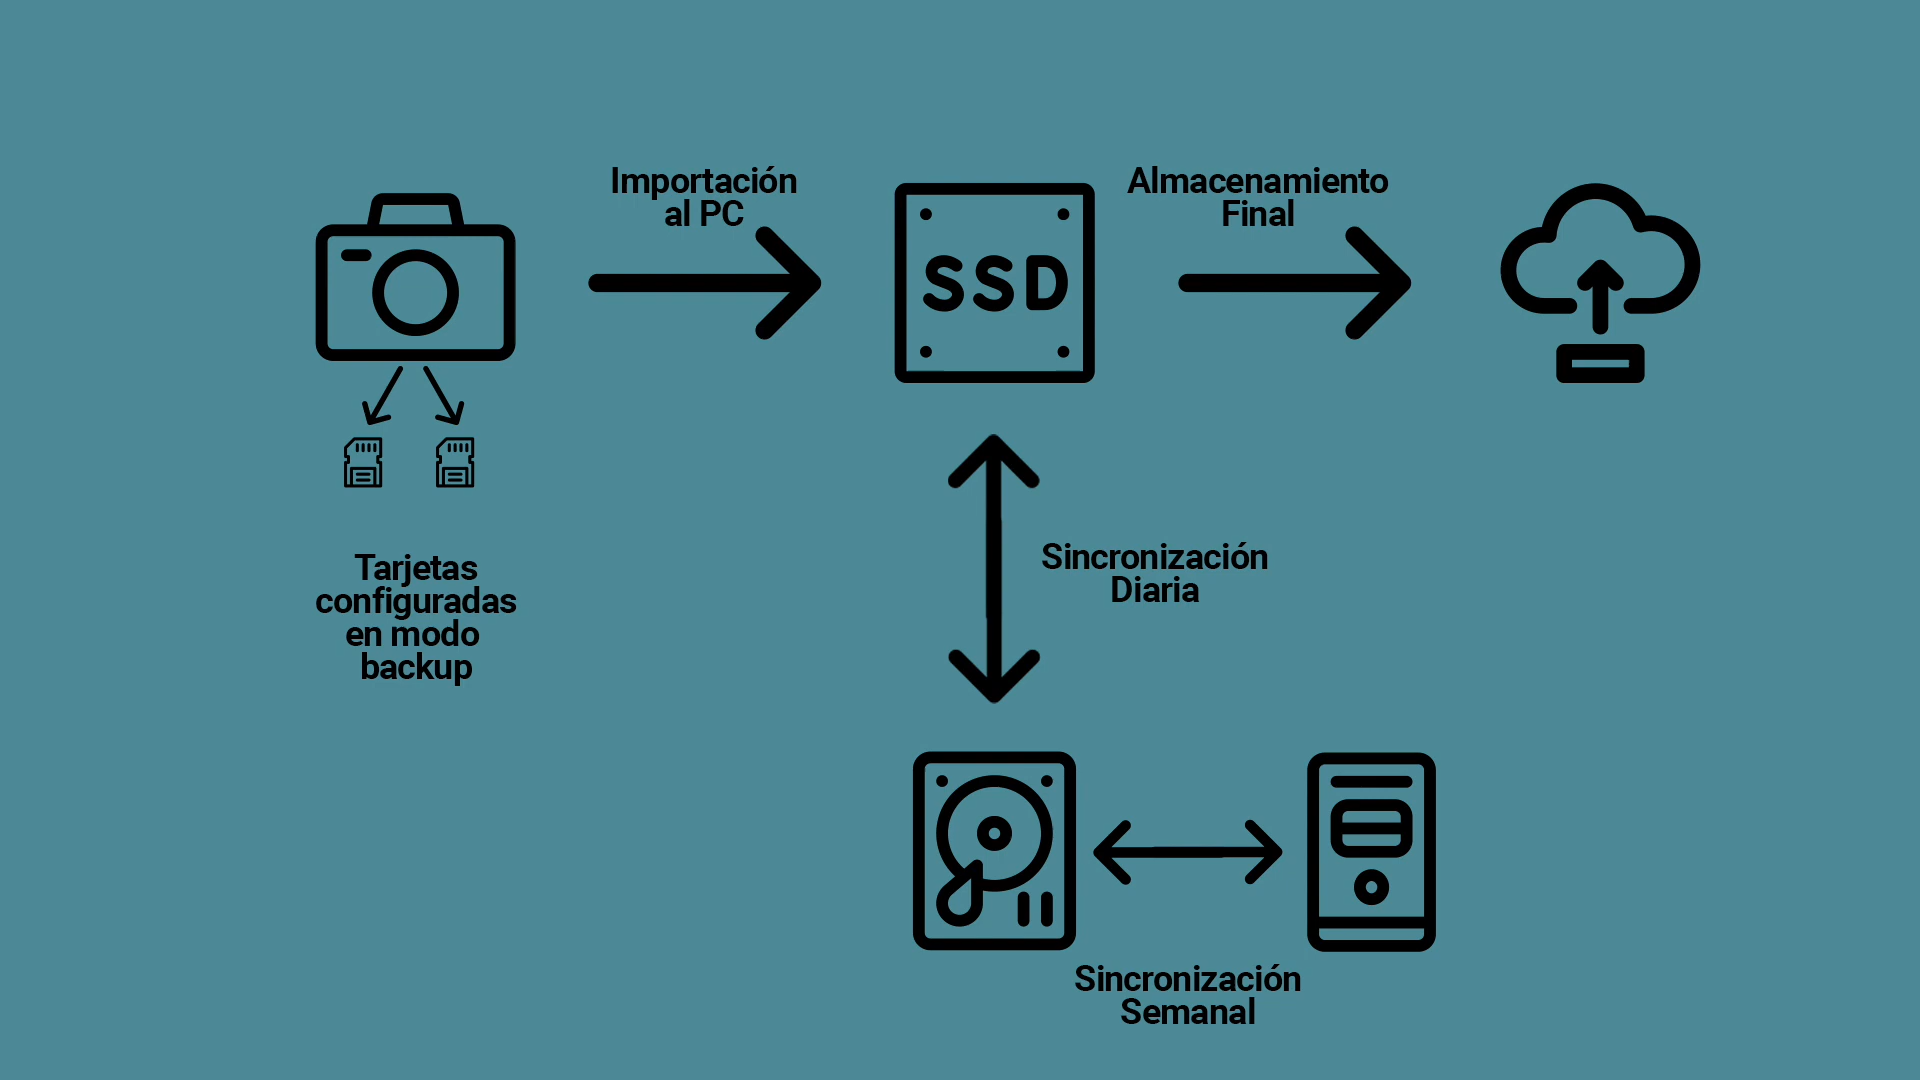 Importación
al PC
SSD
Almacenamiento
Final
Tarjetas
configuradas
en modo
backup
Sincronización
Diaria
Sincronización
Semanal